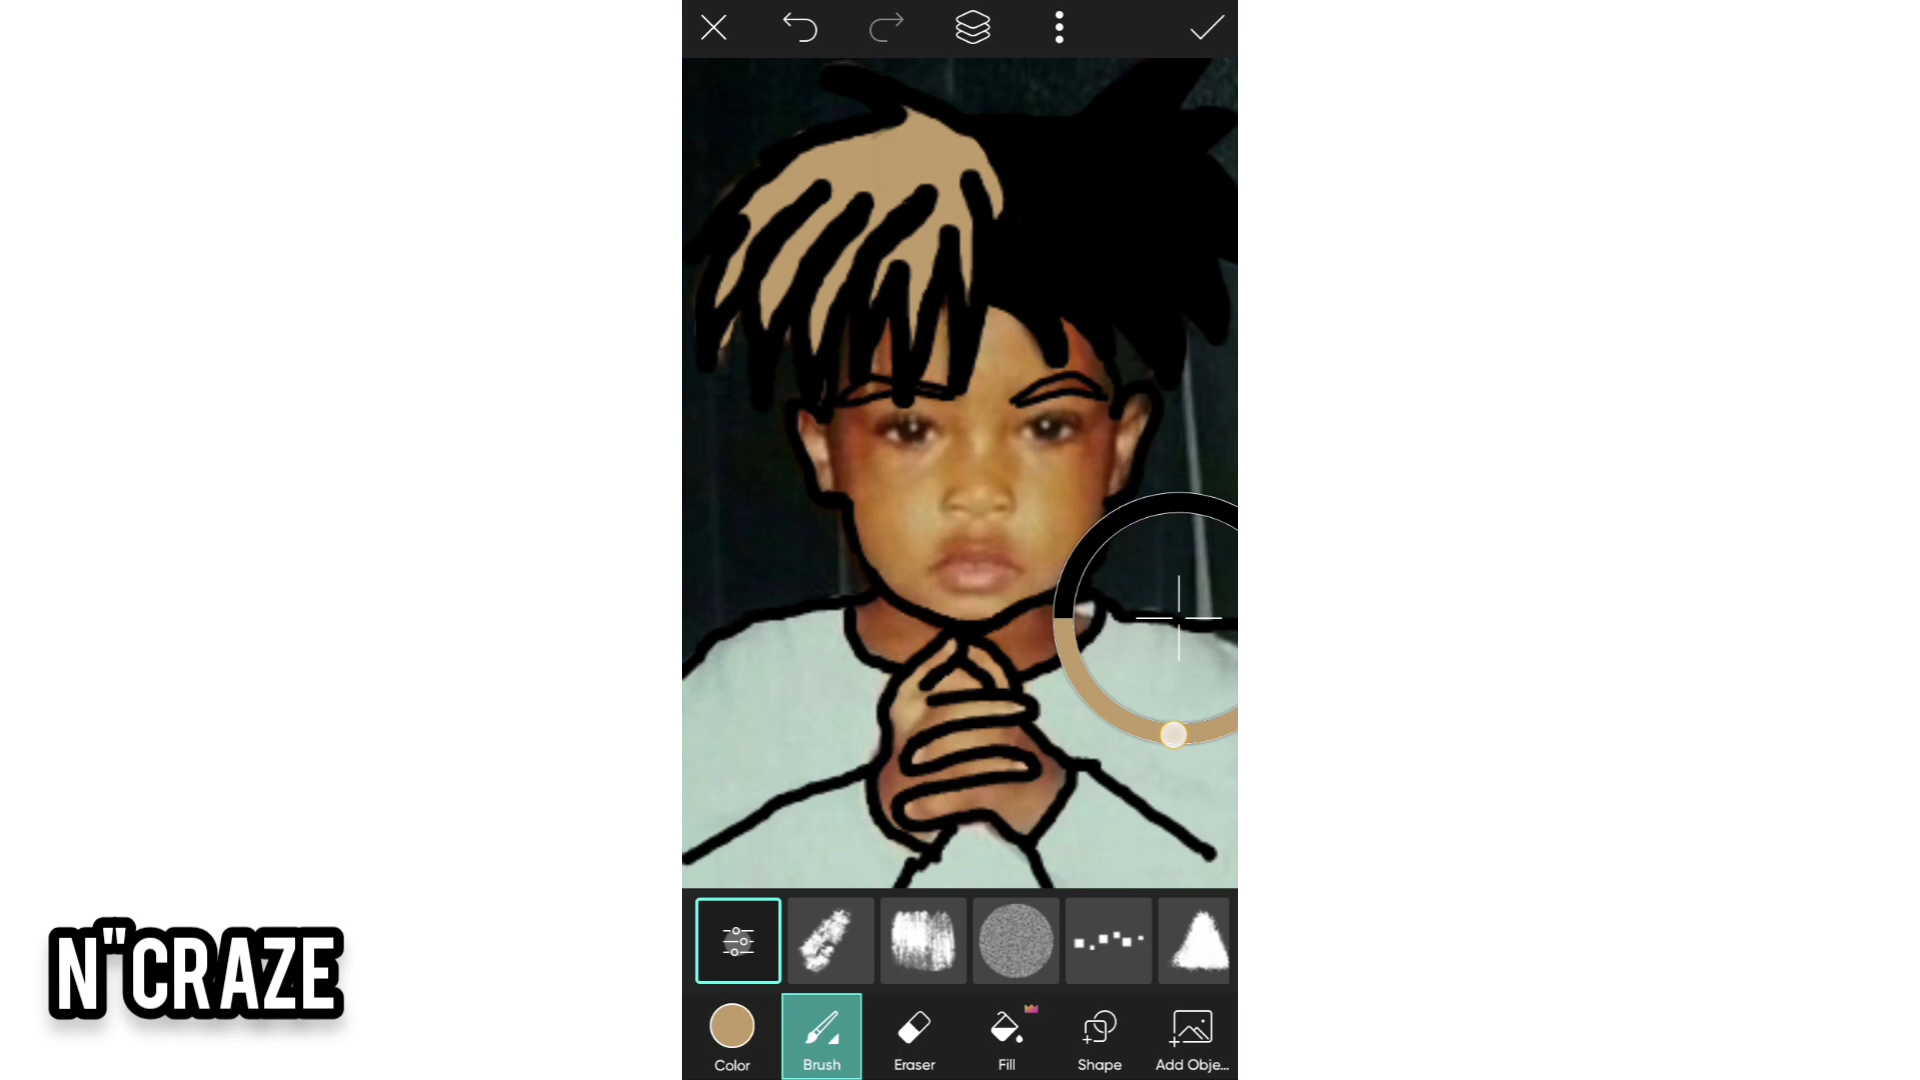 N"CRAZE
Color
Brush
Eraser
Fill
Shape
Add Obje...